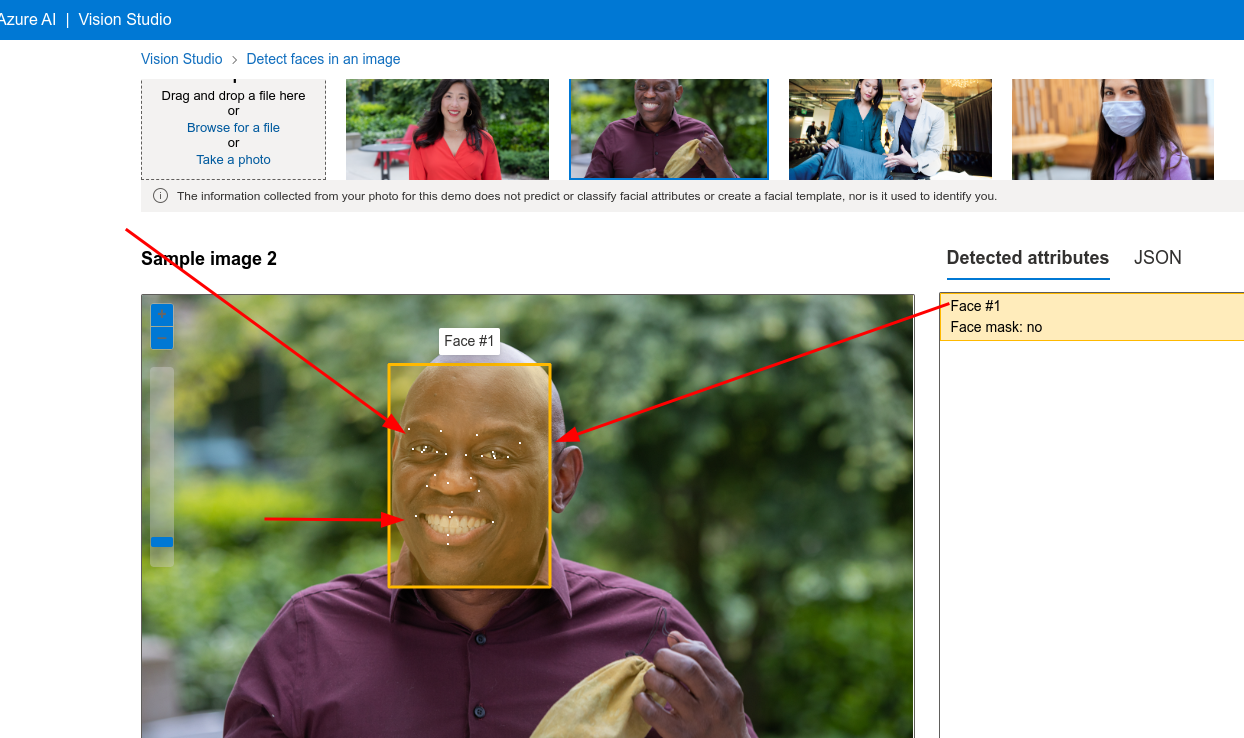 Azure AI | Vision Studio
Vision Studio > Detect faces in an image
Drag and drop a file here
or
Browse for a file
or
Take a photo
The information collected from your photo for this demo does not predict or classify facial attributes or create a facial template, nor is it used to identify you.
Sample image 2
Detected attributes JSON
Face #1
Face mask: no
+
Face #1
-